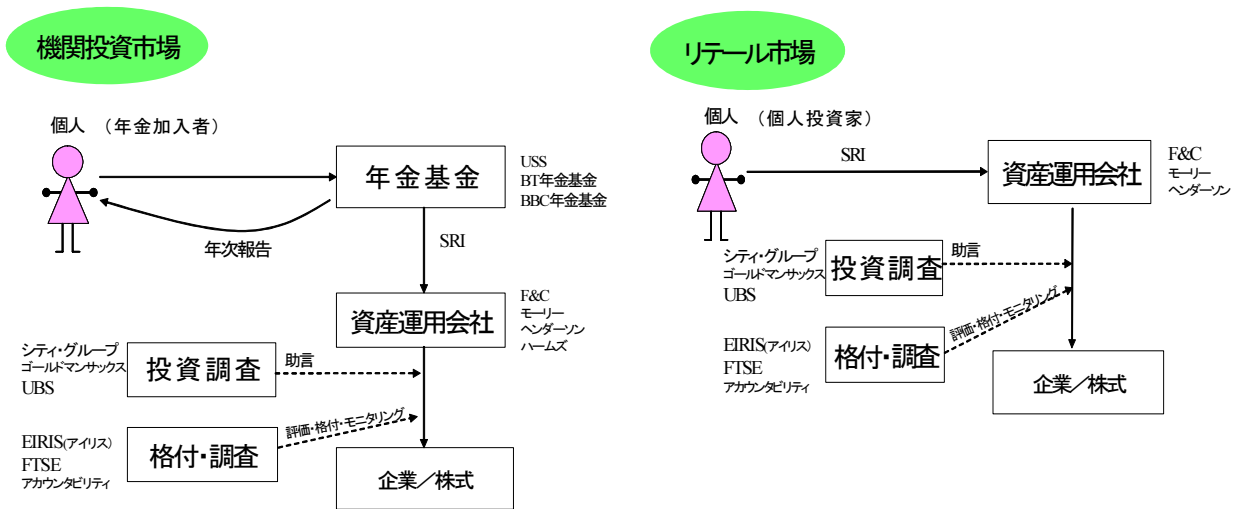 機関投資市場
個人 （年金加入者）
年金基金
USS
BT年金基金
BBC年金基金
年次報告
SRI
資産運用会社
F&C
モーリー
ヘンダーソン
ハームズ
シティ・グループ
ゴールドマンサックス
UBS
投資調査
助言
EIRIS(アイリス)
FTSE
アカウンタビリティ
格付・調査
評価・格付・モニタリング
企業／株式
リテール市場
個人 （個人投資家）
SRI
資産運用会社
F&C
モーリー
ヘンダーソン
シティ・グループ
ゴールドマンサックス
UBS
投資調査
助言
EIRIS(アイリス)
FTSE
アカウンタビリティ
格付・調査
評価・格付・モニタリング
企業／株式